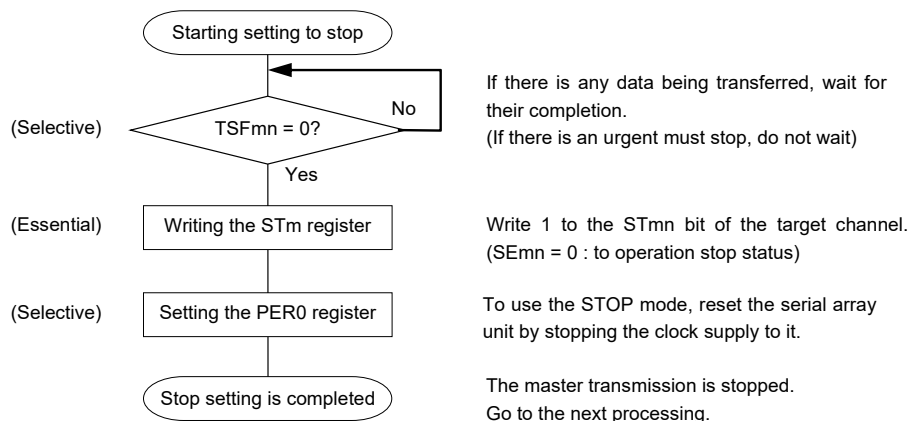 Starting setting to stop
No
If there is any data being transferred, wait for
their completion.
(If there is an urgent must stop, do not wait)
(Selective)
TSFmn = 0?
Yes
(Essential)
Writing the STm register
Write 1 to the STmn bit of the target channel.
(SEmn = 0 : to operation stop status)
(Selective)
Setting the PER0 register
To use the STOP mode, reset the serial array
unit by stopping the clock supply to it.
Stop setting is completed
The master transmission is stopped.
Go to the next processing.